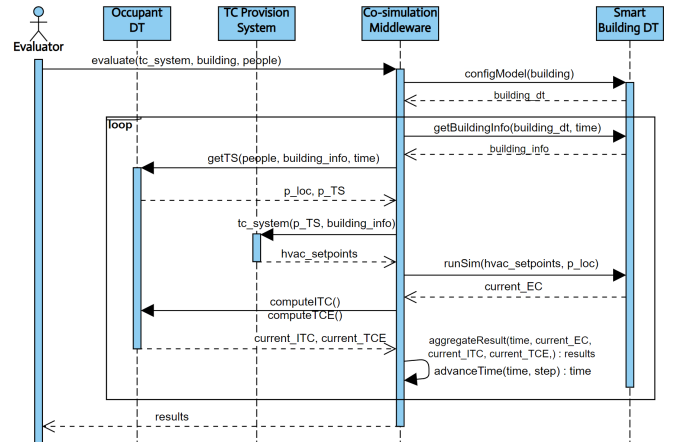 Evaluator
Occupant
DT
TC Provision
System
Co-simulation
Middleware
Smart
Building DT
evaluate(tc_system, building, people)
configModel(building)
building_dt
loop
getBuildingInfo(building_dt, time)
building_info
getTS(people, building_info, time)
p_loc, p_TS
tc_system(p_TS, building_info)
hvac_setpoints
runSim(hvac_setpoints, p_loc)
current_EC
computeITC()
computeTCE()
current_ITC, current_TCE
aggregateResult(time, current_EC,
current_ITC, current_TCE,) : results
advanceTime(time, step) : time
results